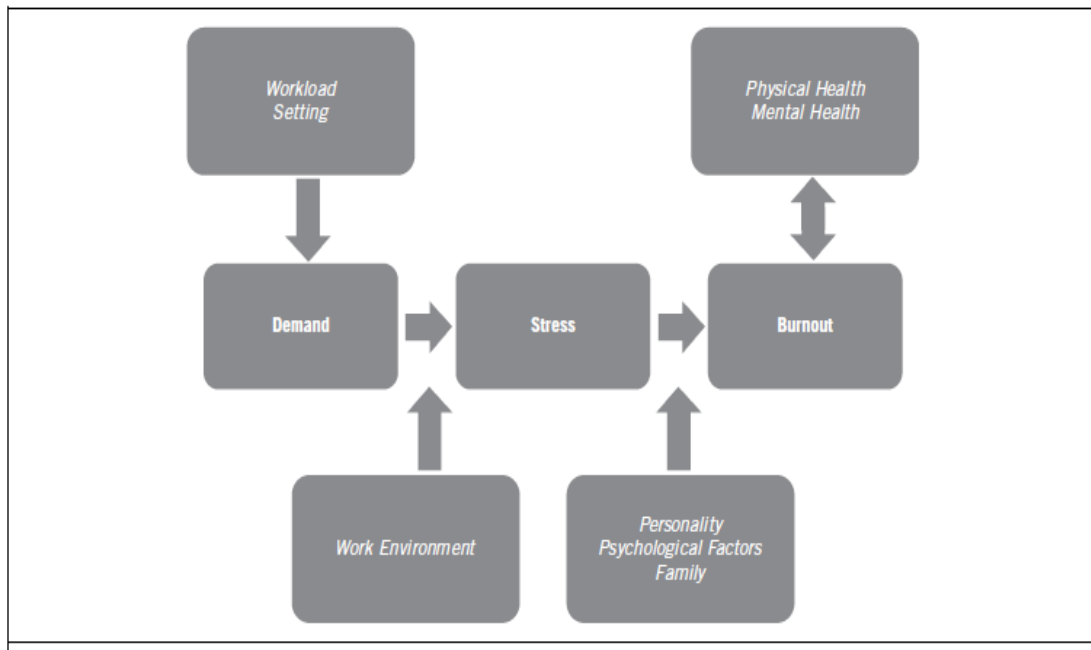 Workload
Setting
Physical Health
Mental Health
Demand
Stress
Burnout
Work Environment
Personality
Psychological Factors
Family